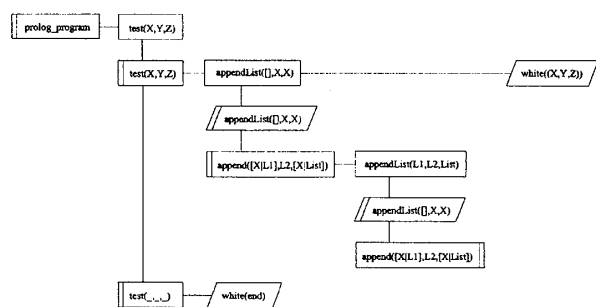 prolog_program test(X,Y,Z)
test(X,Y,Z) appendList([],X,X) white((X,Y,Z))
appendList([],X,X)
append([X|L1],L2,[X|List]) appendList(L1,L2,List)
appendList([],X,X)
append([X|L1],L2,[X|List])
test(_,_,_) white(end)